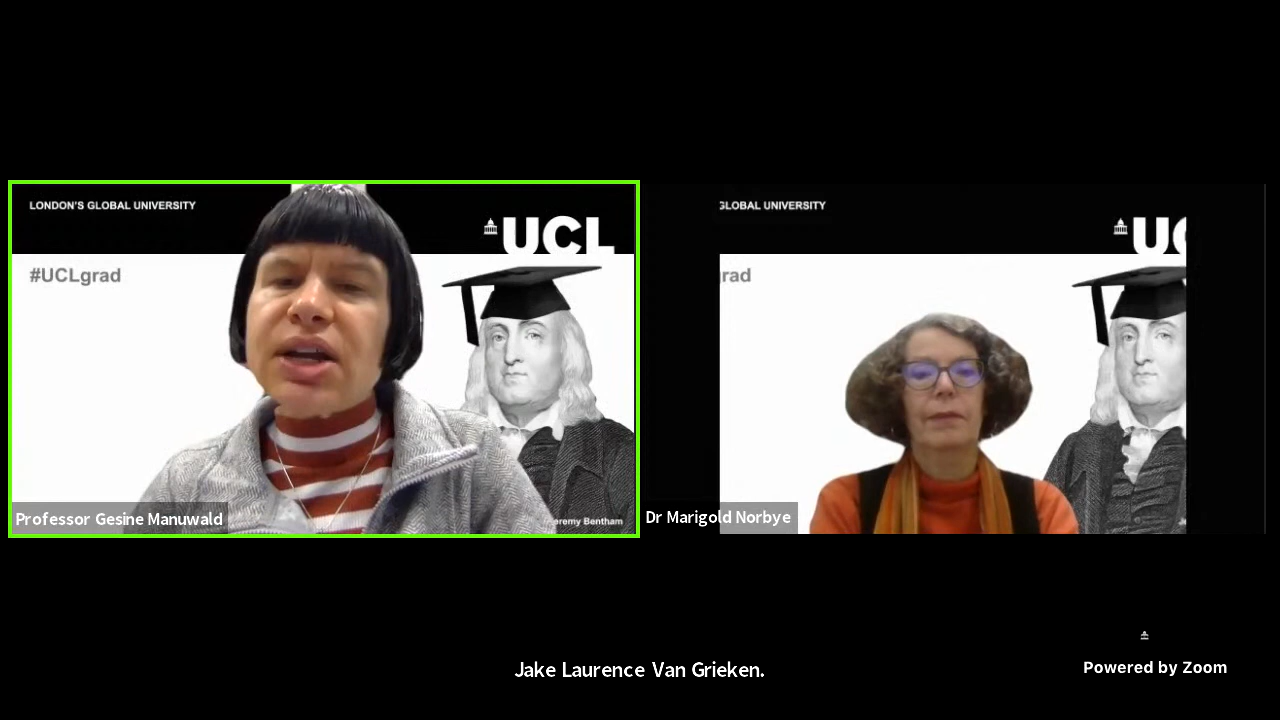 LONDON'S GLOBAL UNIVERSITY
UCL
#UCLgrad
Professor Gesine Manuwald
eremy Bentham
GLOBAL UNIVERSITY
UC
rad
Dr Marigold Norbye
Jake Laurence Van Grieken.
Powered by Zoom